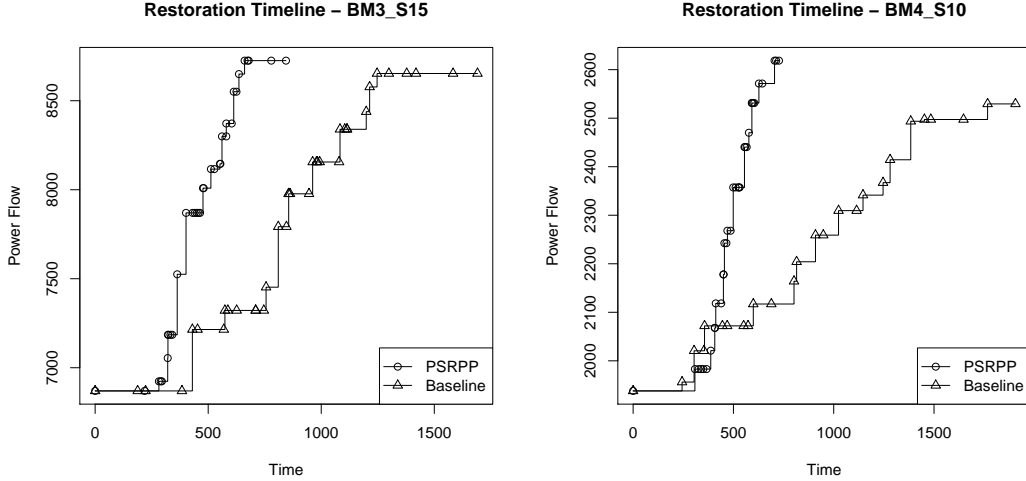 Restoration Timeline – BM3_S15
Power Flow
8500
8000
7500
7000
0
500
1000
1500
Time
PSRPP
Baseline
Restoration Timeline – BM4_S10
Power Flow
2600
2500
2400
2300
2200
2100
2000
0
500
1000
1500
Time
PSRPP
Baseline